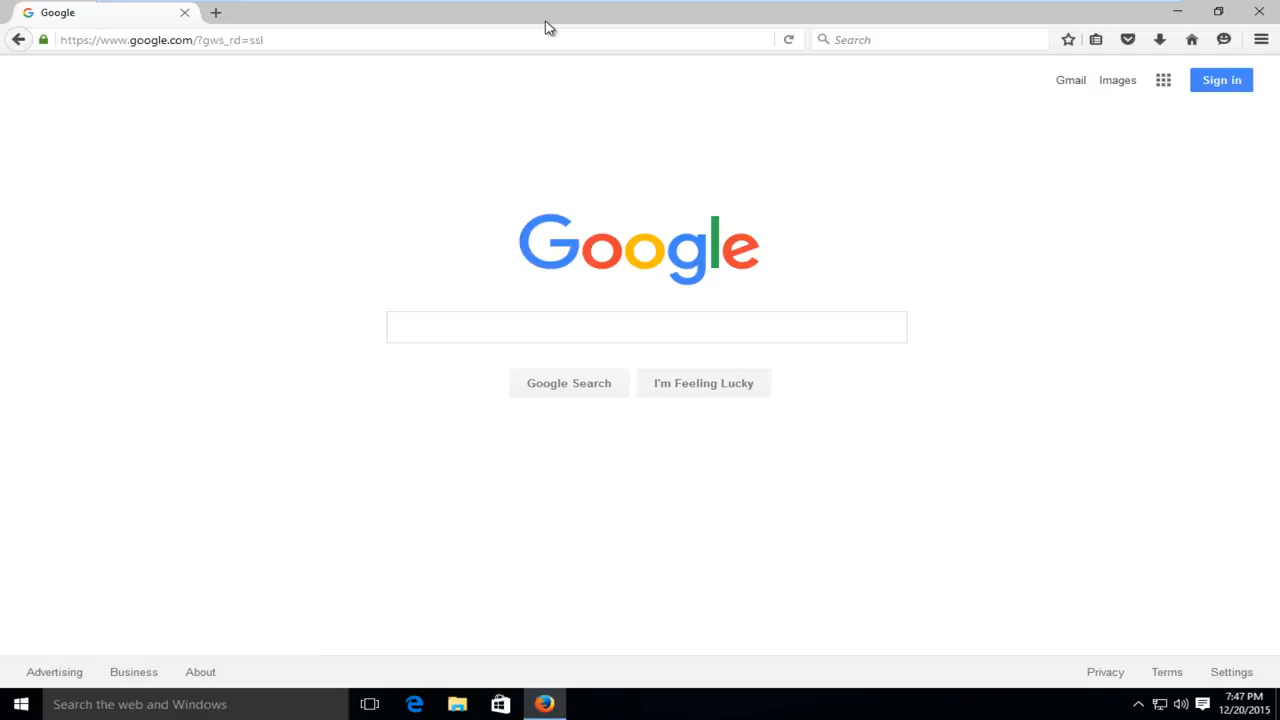 Google
https://www.google.com/?gws_rd=ssl
Search
Gmail
Images
Sign in
Google
Google Search
I'm Feeling Lucky
Advertising
Business
About
Privacy
Terms
Settings
Search the web and Windows
7:47 PM
12/20/2015